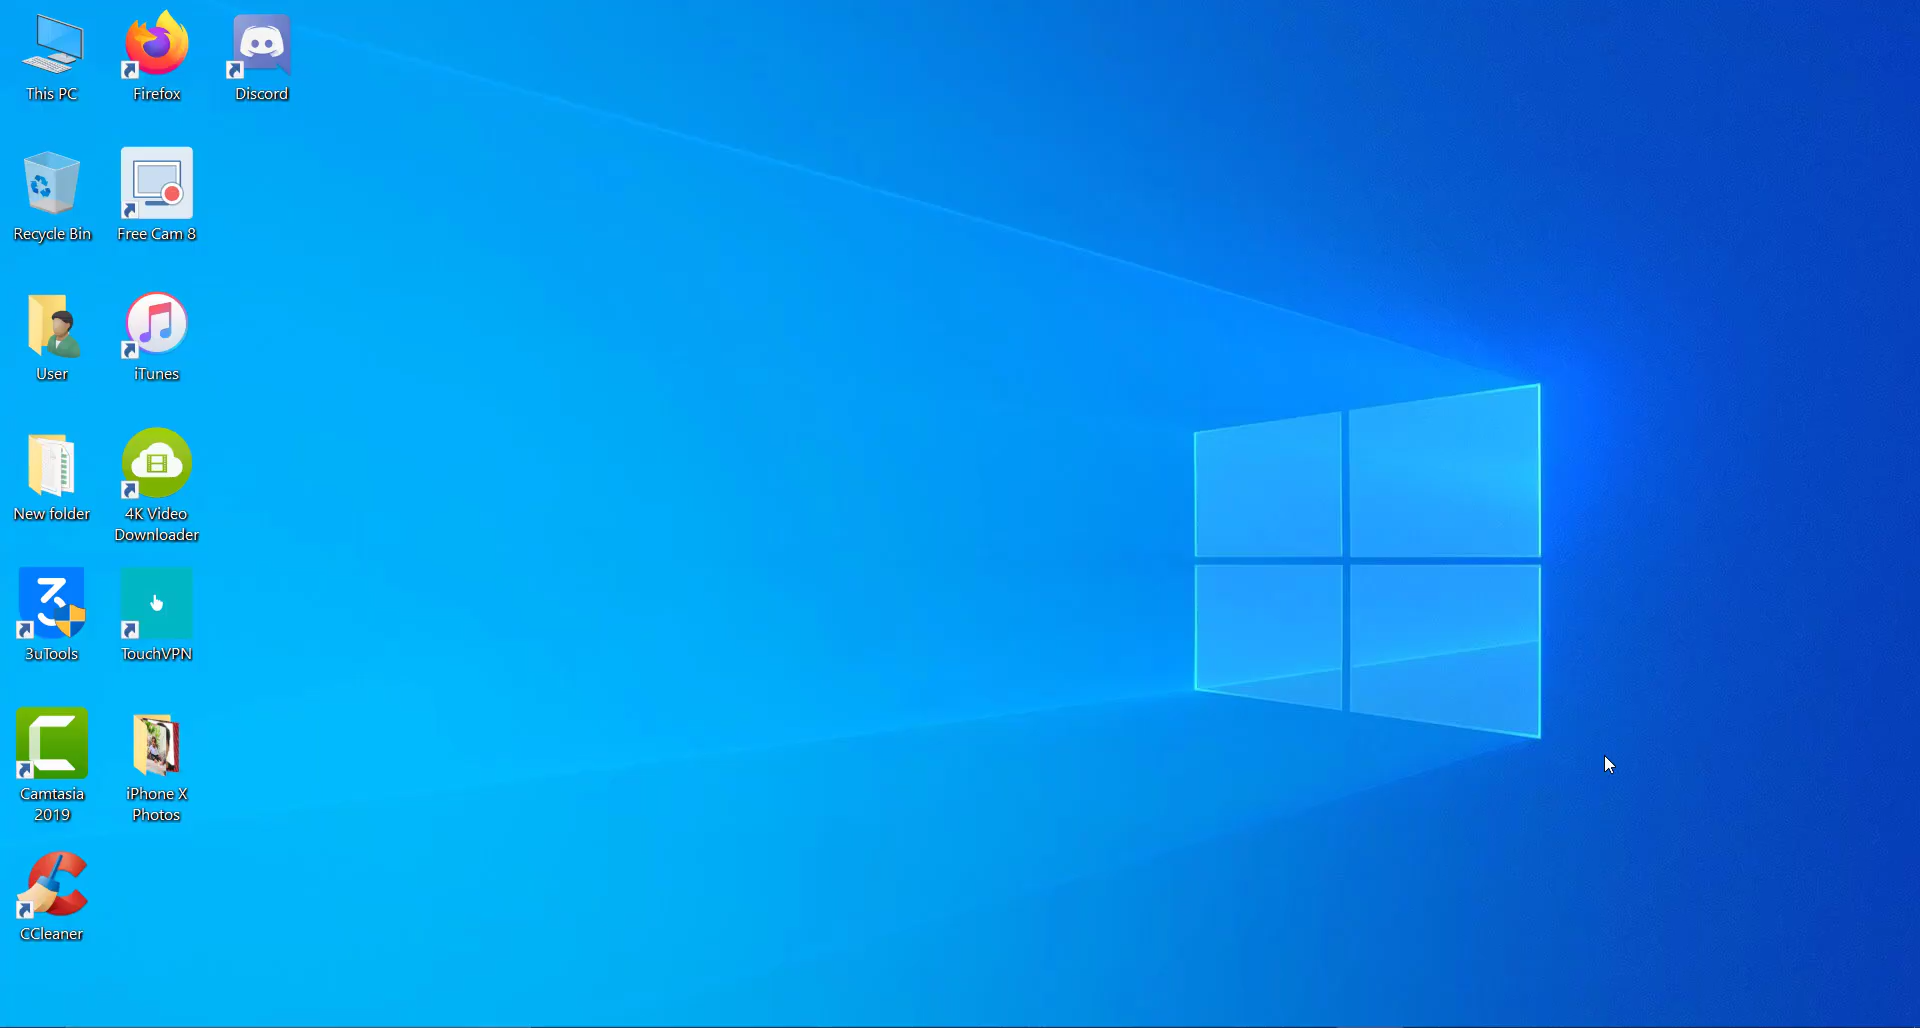 This PC
Firefox
Discord
Recycle Bin
Free Cam 8
User
iTunes
New folder
4K Video
Downloader
3uTools
TouchVPN
Camtasia
2019
iPhone X
Photos
CCleaner